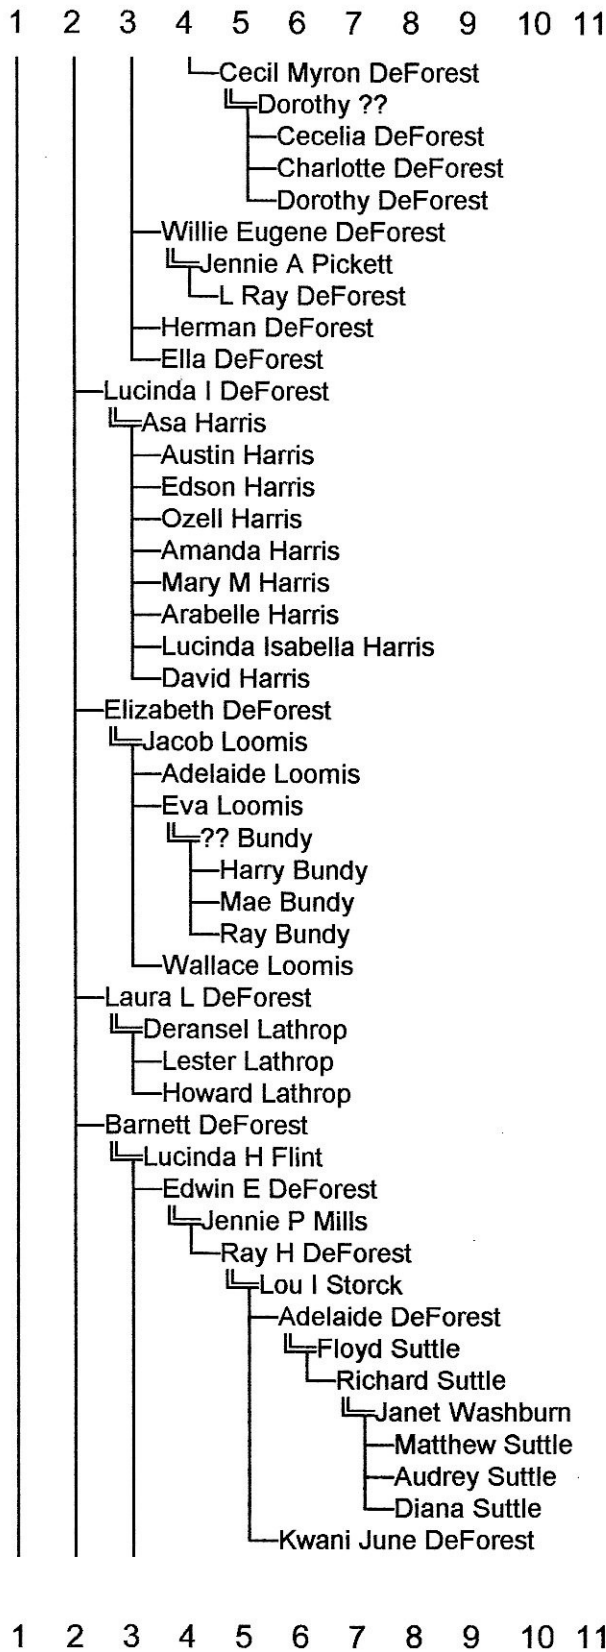 1 2 3 4 5 6 7 8 9 10 11
Cecil Myron DeForest
Dorothy ??
Cecelia DeForest
Charlotte DeForest
Dorothy DeForest
Willie Eugene DeForest
Jennie A Pickett
L Ray DeForest
Herman DeForest
Ella DeForest
Lucinda I DeForest
Asa Harris
Austin Harris
Edson Harris
Ozell Harris
Amanda Harris
Mary M Harris
Arabelle Harris
Lucinda Isabella Harris
David Harris
Elizabeth DeForest
Jacob Loomis
Adelaide Loomis
Eva Loomis
?? Bundy
Harry Bundy
Mae Bundy
Ray Bundy
Wallace Loomis
Laura L DeForest
Deransel Lathrop
Lester Lathrop
Howard Lathrop
Barnett DeForest
Lucinda H Flint
Edwin E DeForest
Jennie P Mills
Ray H DeForest
Lou I Storck
Adelaide DeForest
Floyd Suttle
Richard Suttle
Janet Washburn
Matthew Suttle
Audrey Suttle
Diana Suttle
Kwani June DeForest
1 2 3 4 5 6 7 8 9 10 11